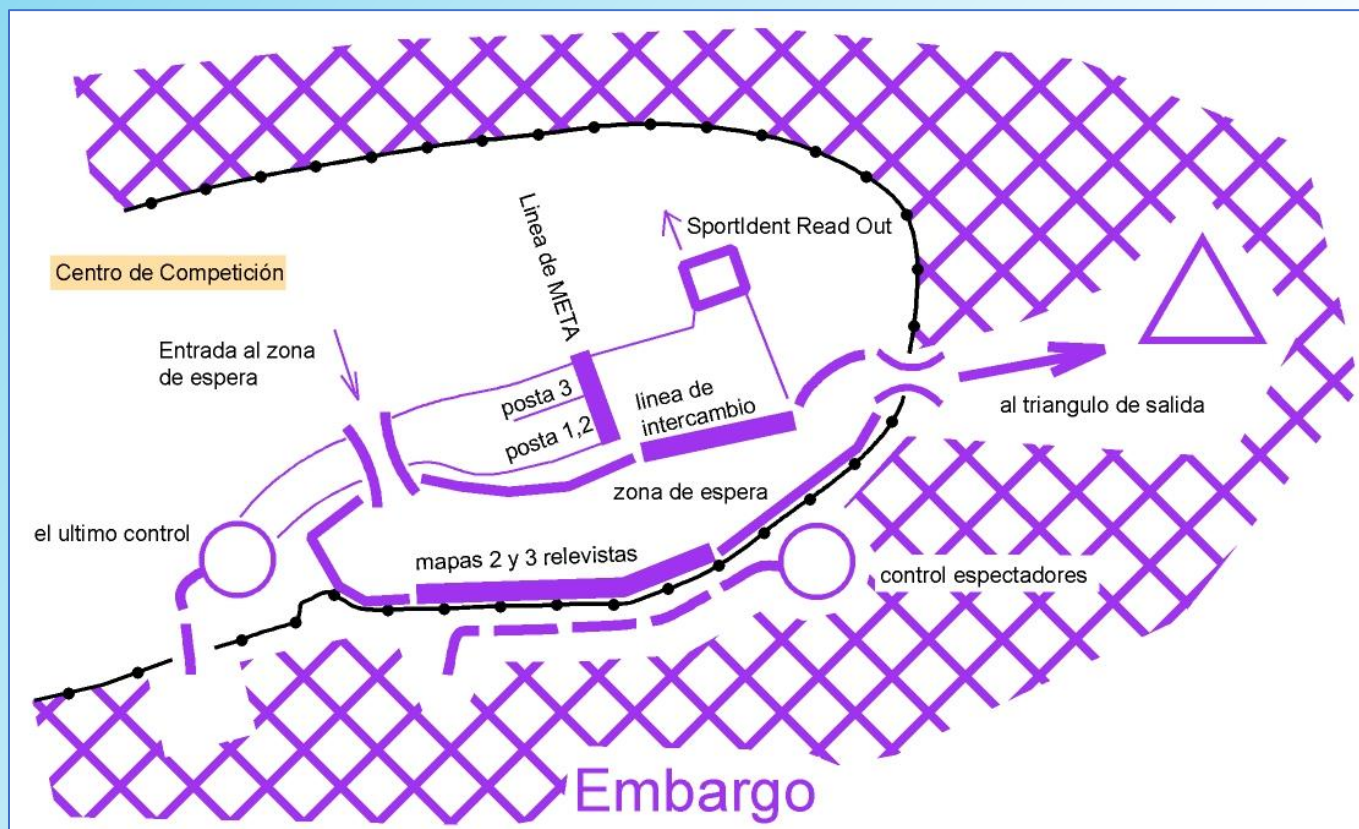 SportIdent Read Out
Linea de META
Centro de Competición
Entrada al zona
de espera
posta 3
posta 1,2
linea de
intercambio
al triangulo de salida
zona de espera
el ultimo control
mapas 2 y 3 relevistas
control espectadores
Embargo